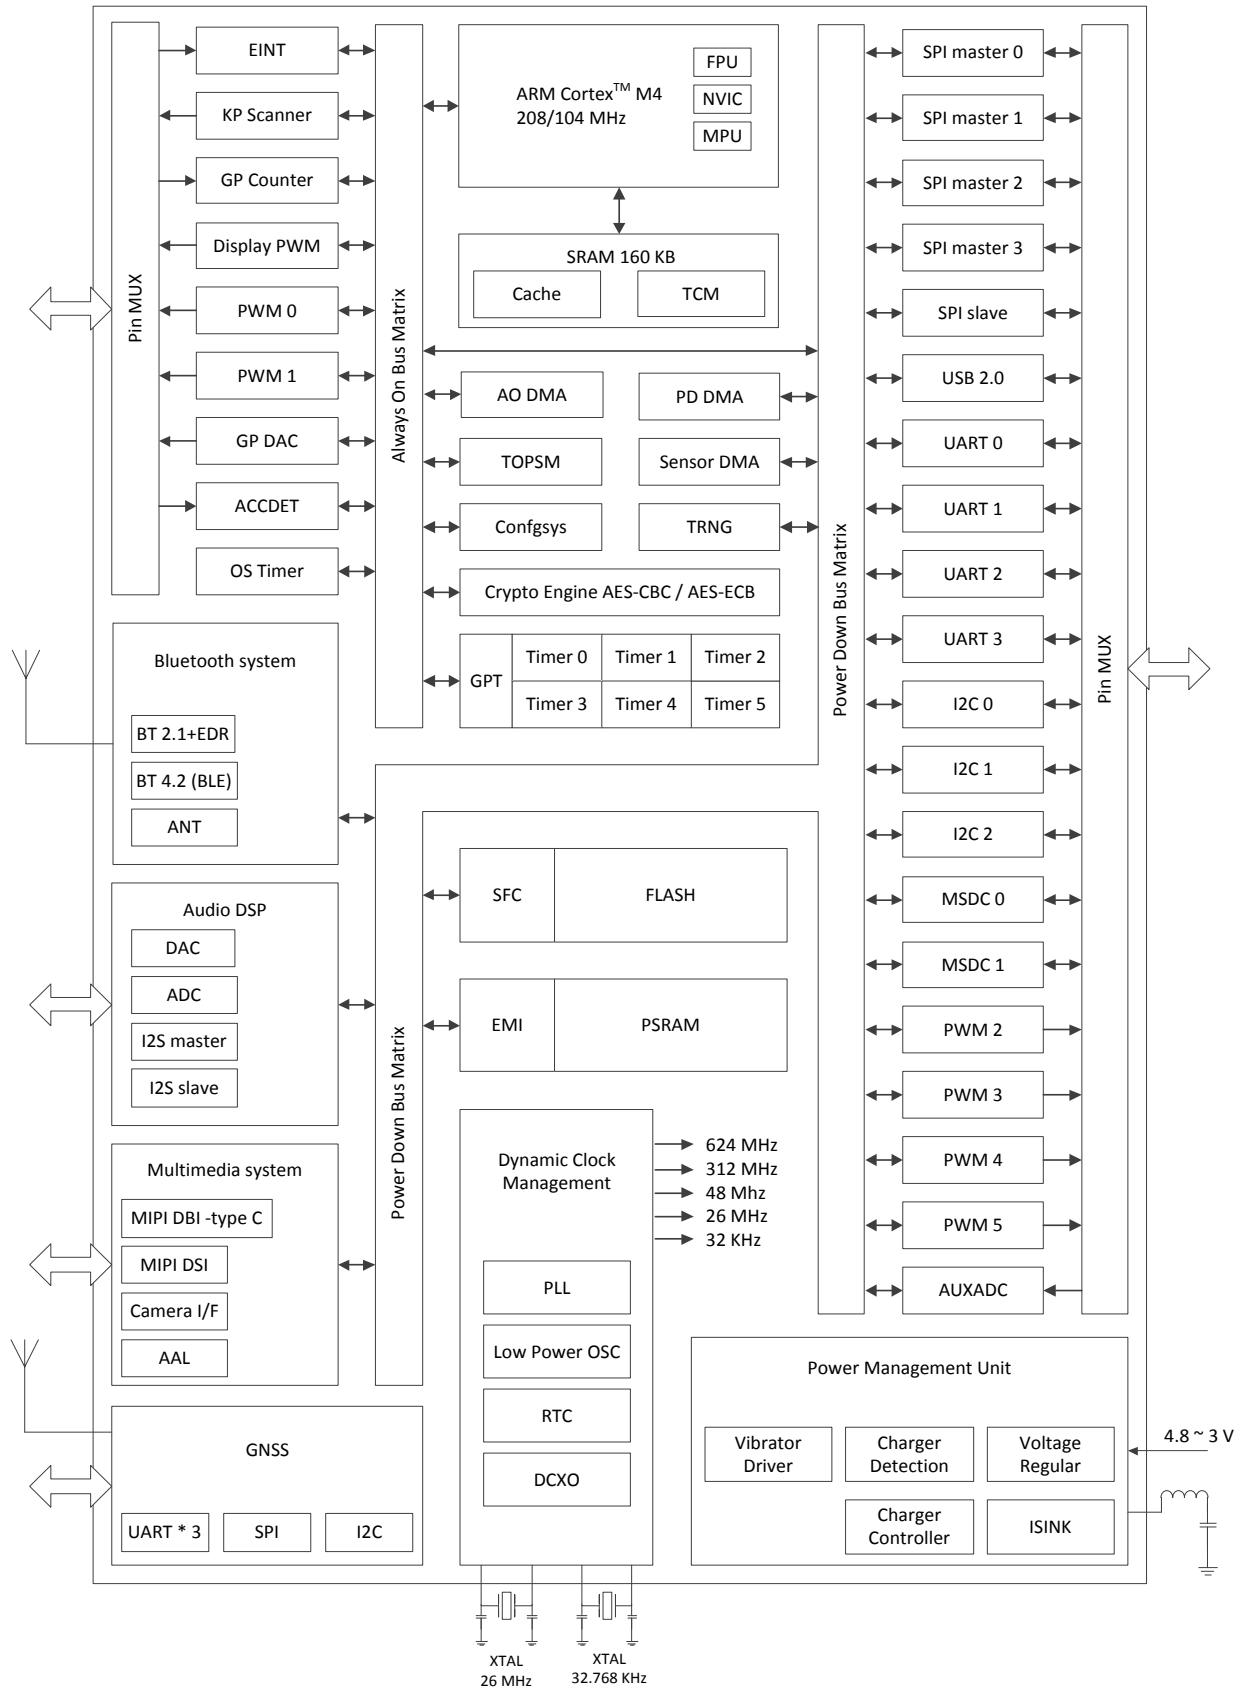 Pin MUX
EINT
KP Scanner
GP Counter
Display PWM
PWM 0
PWM 1
GP DAC
ACCDET
OS Timer
Always On Bus Matrix
ARM Cortex™ M4
208/104 MHz
FPU
NVIC
MPU
SRAM 160 KB
Cache
TCM
AO DMA
PD DMA
TOPSM
Sensor DMA
Confgsys
TRNG
Crypto Engine AES-CBC / AES-ECB
GPT
Timer 0
Timer 1
Timer 2
Timer 3
Timer 4
Timer 5
Power Down Bus Matrix
SPI master 0
SPI master 1
SPI master 2
SPI master 3
SPI slave
USB 2.0
UART 0
UART 1
UART 2
UART 3
I2C 0
I2C 1
I2C 2
MSDC 0
MSDC 1
PWM 2
PWM 3
PWM 4
PWM 5
AUXADC
Pin MUX
Bluetooth system
BT 2.1+EDR
BT 4.2 (BLE)
ANT
Audio DSP
DAC
ADC
I2S master
I2S slave
Multimedia system
MIPI DBI -type C
MIPI DSI
Camera I/F
AAL
GNSS
UART * 3
SPI
I2C
Power Down Bus Matrix
SFC
FLASH
EMI
PSRAM
Dynamic Clock
Management
624 MHz
312 MHz
48 Mhz
26 MHz
32 KHz
PLL
Low Power OSC
RTC
DCXO
XTAL
26 MHz
XTAL
32.768 KHz
Power Management Unit
Vibrator
Driver
Charger
Detection
Voltage
Regular
Charger
Controller
ISINK
4.8 ~ 3 V